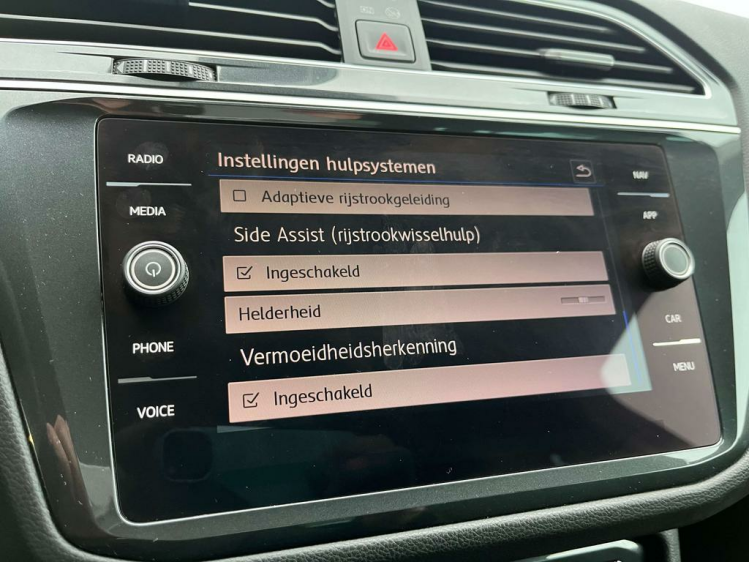 RADIO
MEDIA
PHONE
VOICE
Instellingen hulpsystemen
Adaptieve rijstrookgeleiding
Side Assist (rijstrookwisselhulp)
Ingeschakeld
Helderheid
Vermoeidheidsherkenning
Ingeschakeld
NAV
APP
CAR
MENU